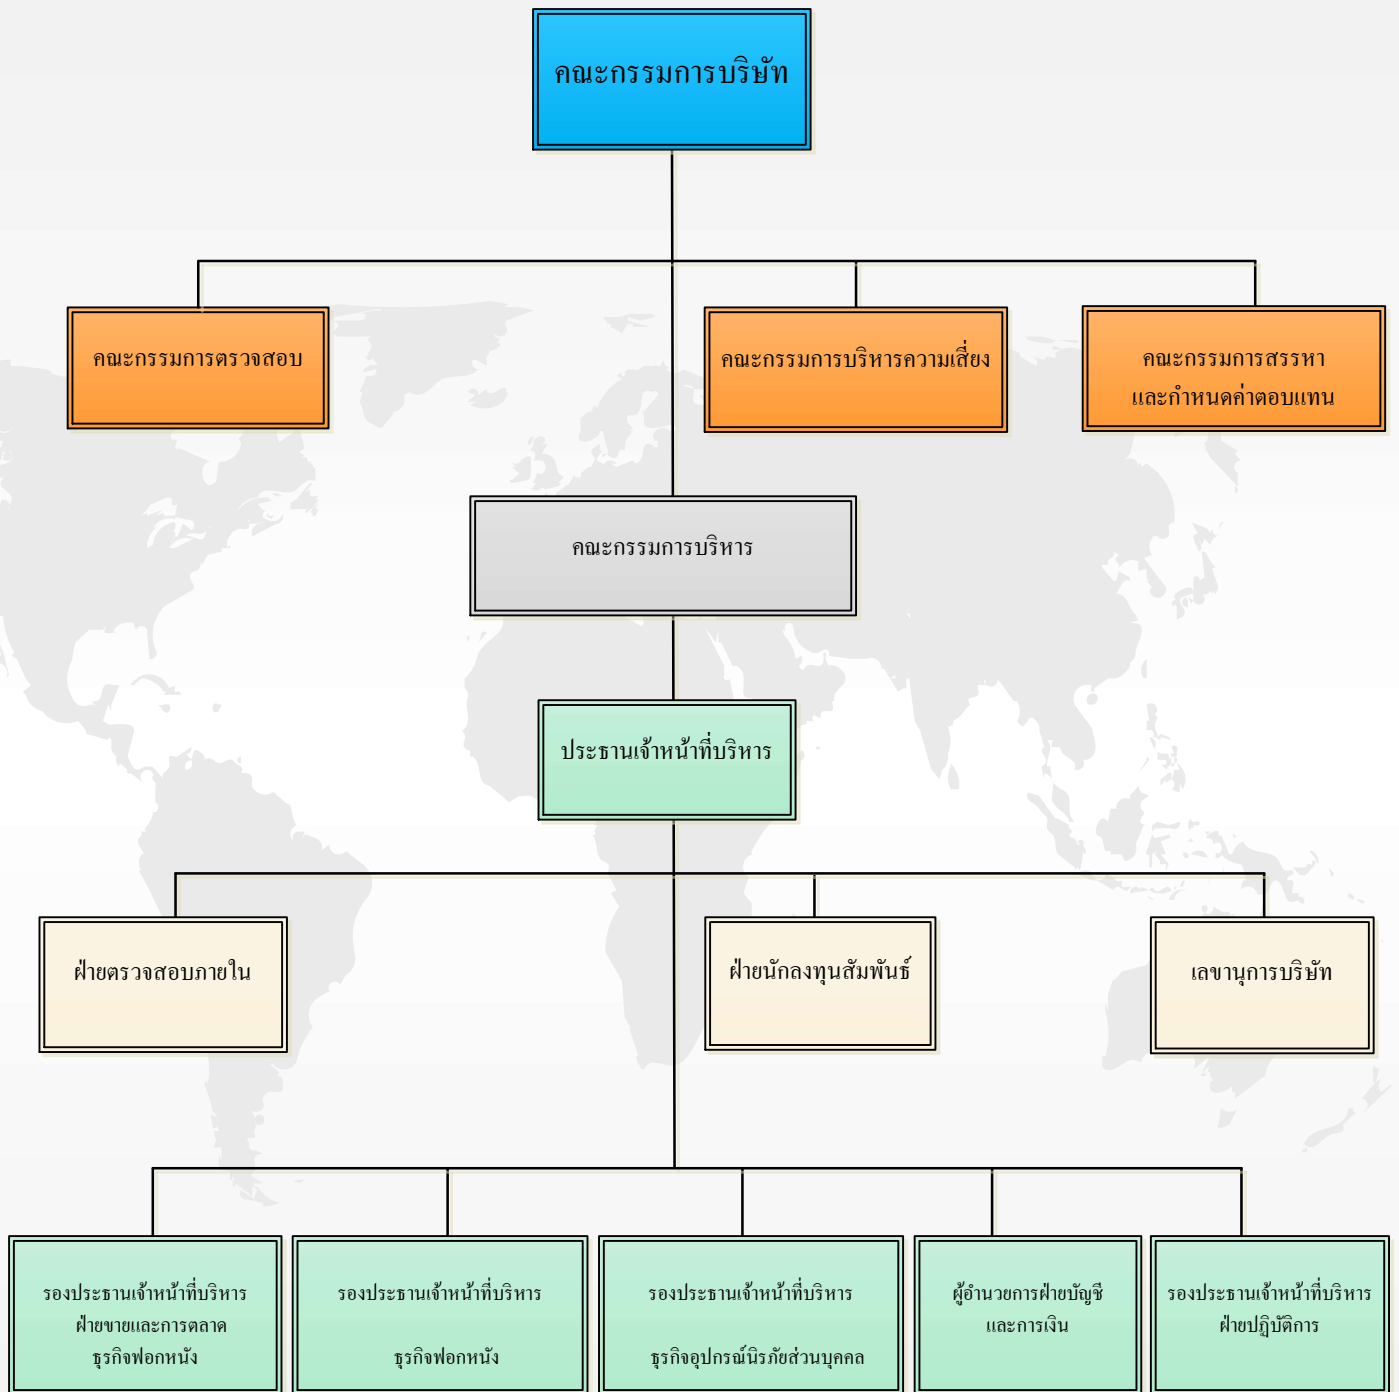 คณะกรรมการบริษัท
คณะกรรมการตรวจสอบ
คณะกรรมการบริหารความเสี่ยง
คณะกรรมการสรรหา
และกำหนดค่าตอบแทน
คณะกรรมการบริหาร
ประธานเจ้าหน้าที่บริหาร
ฝ่ายตรวจสอบภายใน
ฝ่ายนักลงทุนสัมพันธ์
เลขานุการบริษัท
รองประธานเจ้าหน้าที่บริหาร
ฝ่ายขายและการตลาด
ธุรกิจฟอกหนัง
รองประธานเจ้าหน้าที่บริหาร
ธุรกิจฟอกหนัง
รองประธานเจ้าหน้าที่บริหาร
ธุรกิจอุปกรณ์นิรภัยส่วนบุคคล
ผู้อำนวยการฝ่ายบัญชี
และการเงิน
รองประธานเจ้าหน้าที่บริหาร
ฝ่ายปฏิบัติการ